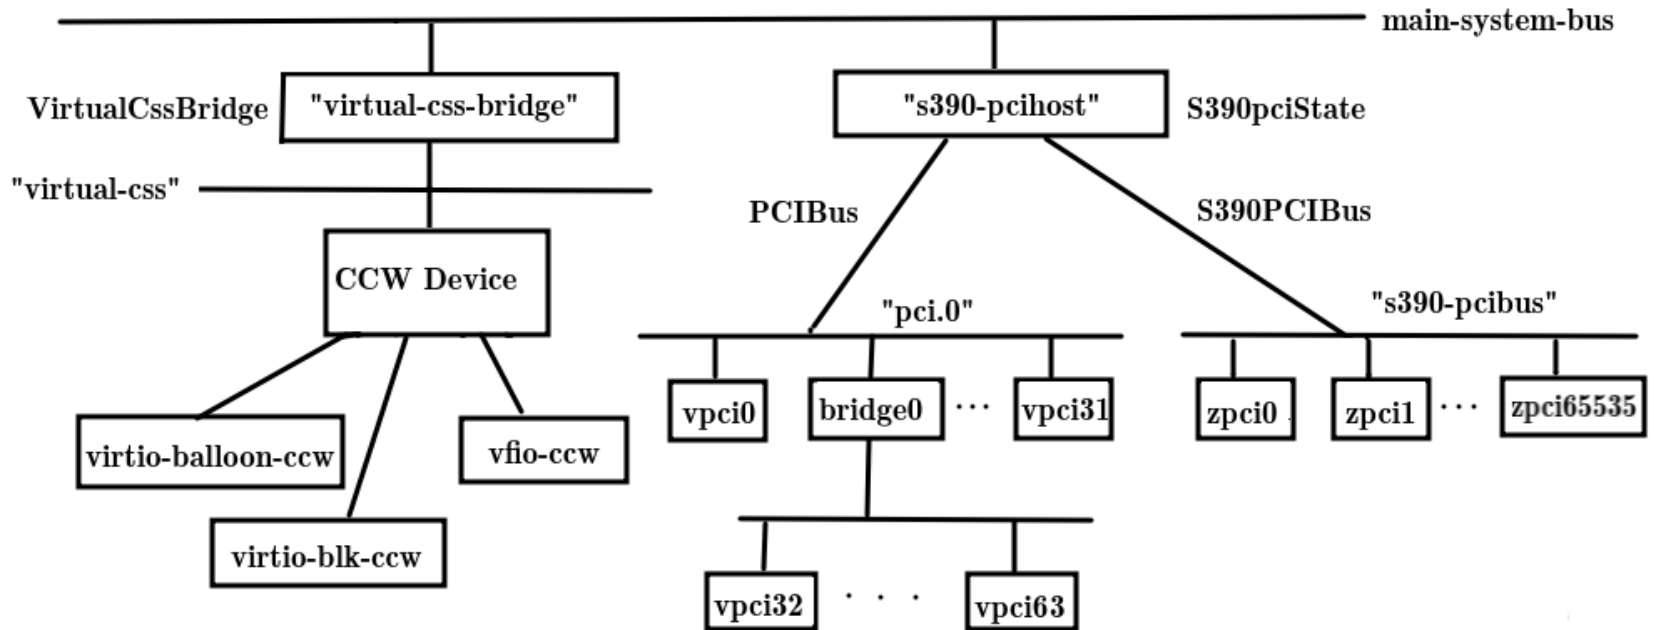 main-system-bus
VirtualCssBridge
"virtual-css-bridge"
"s390-pcihost"
S390pciState
"virtual-css"
PCIBus
S390PCIBus
CCW Device
"pci.0"
"s390-pcibus"
vpci0
bridge0
...
vpci31
zpci0
zpci1
...
zpci65535
virtio-balloon-ccw
vfio-ccw
virtio-blk-ccw
vpci32
. . .
vpci63